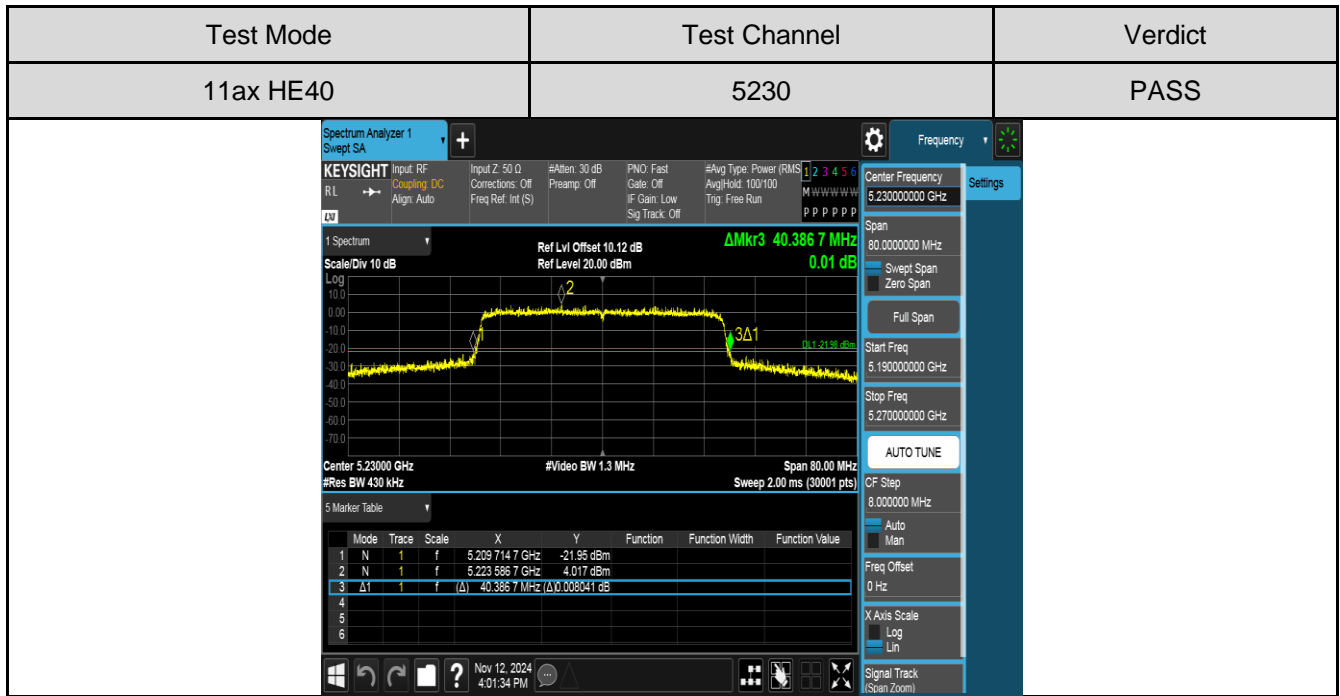 Test Mode Test Channel Verdict
11ax HE40 5230 PASS
Spectrum Analyzer 1
Swept SA
Frequency
KEYSIGHT Input: RF Input Z: 50 Ω #Atten: 30 dB PNO: Fast #Avg Type: Power (RMS 1 2 3 4 5 6
RL Coupling: DC Corrections: Off Preamp: Off Gate: Off Avg|Hold: 100/100 M W W W W W
Align: Auto Freq Ref: Int (S) IF Gain: Low Trig: Free Run
LXI Sig Track: Off P P P P P P
1 Spectrum Ref Lvl Offset 10.12 dB ΔMkr3 40.386 7 MHz
Scale/Div 10 dB Ref Level 20.00 dBm 0.01 dB
Log
10.0
0.00
-10.0
-20.0
-30.0
-40.0
-50.0
-60.0
-70.0
2
1
3Δ1
DL1 -21.98 dBm
Center 5.23000 GHz #Video BW 1.3 MHz Span 80.00 MHz
#Res BW 430 kHz Sweep 2.00 ms (30001 pts)
5 Marker Table
Mode Trace Scale X Y Function Function Width Function Value
1 N 1 f 5.209 714 7 GHz -21.95 dBm
2 N 1 f 5.223 586 7 GHz 4.017 dBm
3 Δ1 1 f (Δ) 40.386 7 MHz (Δ)0.008041 dB
4
5
6
Nov 12, 2024
4:01:34 PM
Center Frequency
5.230000000 GHz
Settings
Span
80.0000000 MHz
Swept Span
Zero Span
Full Span
Start Freq
5.190000000 GHz
Stop Freq
5.270000000 GHz
AUTO TUNE
CF Step
8.000000 MHz
Auto
Man
Freq Offset
0 Hz
X Axis Scale
Log
Lin
Signal Track
(Span Zoom)